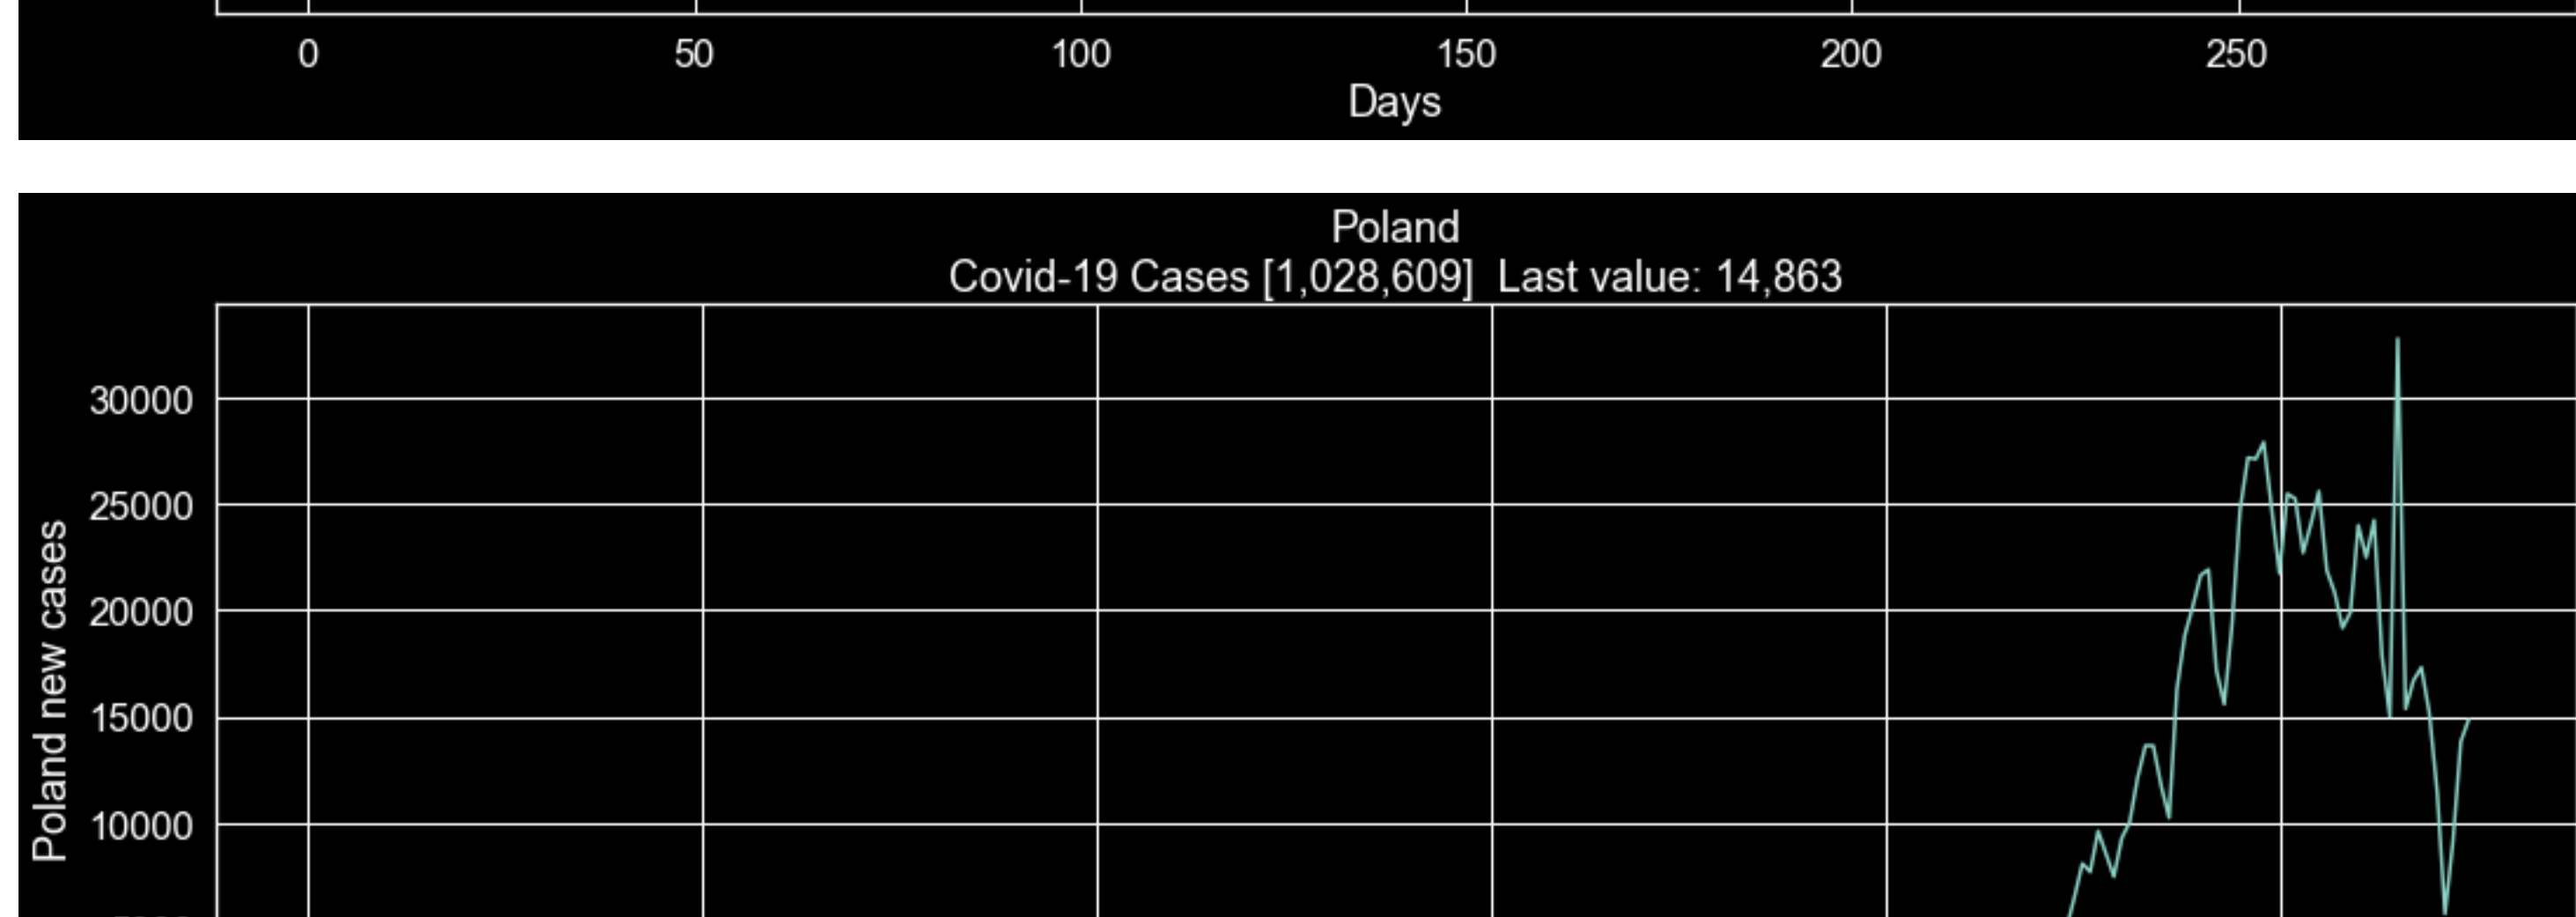 0 50 100 150 200 250
Days
Poland
Covid-19 Cases [1,028,609] Last value: 14,863
30000
25000
20000
15000
10000
Poland new cases